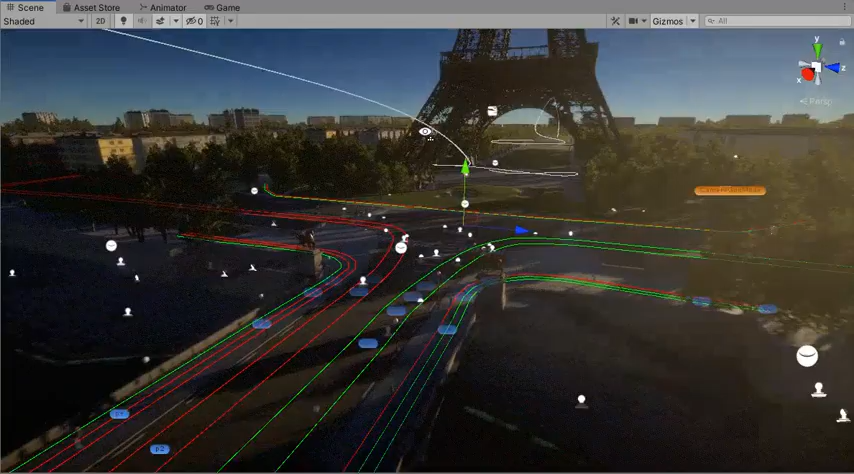 Scene Asset Store Animator Game
Shaded 2D 0 Gizmos All
y
x z
Persp
p1
p2